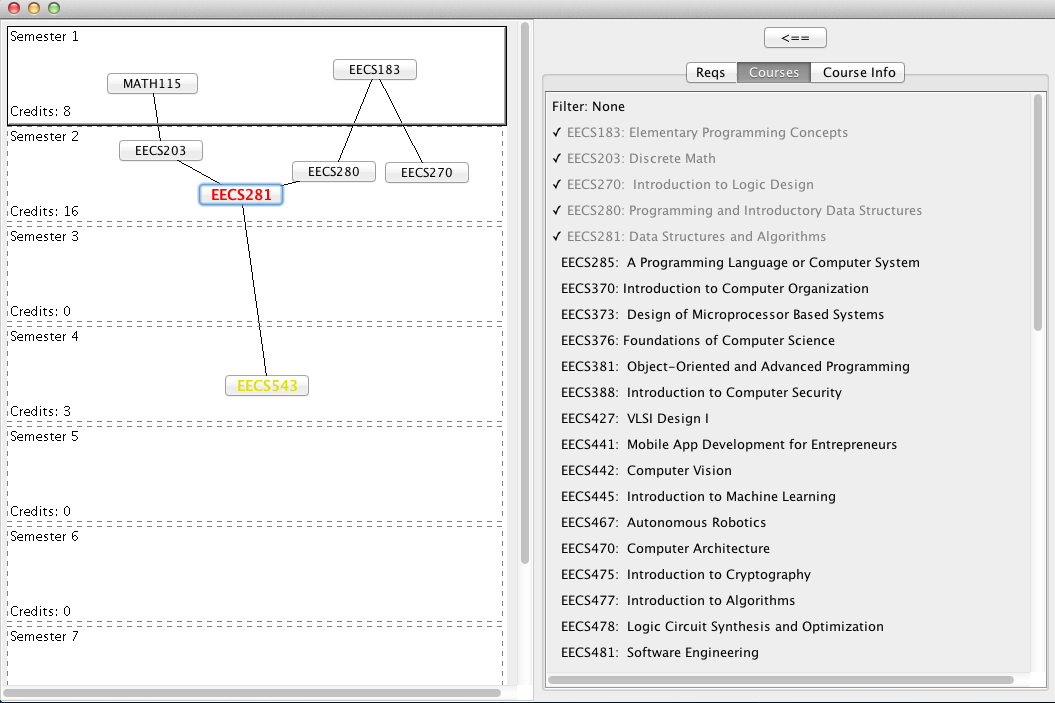 Semester 1
MATH115
EECS183
Credits: 8
Semester 2
EECS203
EECS280
EECS270
EECS281
Credits: 16
Semester 3
Credits: 0
Semester 4
EECS543
Credits: 3
Semester 5
Credits: 0
Semester 6
Credits: 0
Semester 7
<==
Reqs Courses Course Info
Filter: None
✓ EECS183: Elementary Programming Concepts
✓ EECS203: Discrete Math
✓ EECS270: Introduction to Logic Design
✓ EECS280: Programming and Introductory Data Structures
✓ EECS281: Data Structures and Algorithms
EECS285: A Programming Language or Computer System
EECS370: Introduction to Computer Organization
EECS373: Design of Microprocessor Based Systems
EECS376: Foundations of Computer Science
EECS381: Object-Oriented and Advanced Programming
EECS388: Introduction to Computer Security
EECS427: VLSI Design I
EECS441: Mobile App Development for Entrepreneurs
EECS442: Computer Vision
EECS445: Introduction to Machine Learning
EECS467: Autonomous Robotics
EECS470: Computer Architecture
EECS475: Introduction to Cryptography
EECS477: Introduction to Algorithms
EECS478: Logic Circuit Synthesis and Optimization
EECS481: Software Engineering